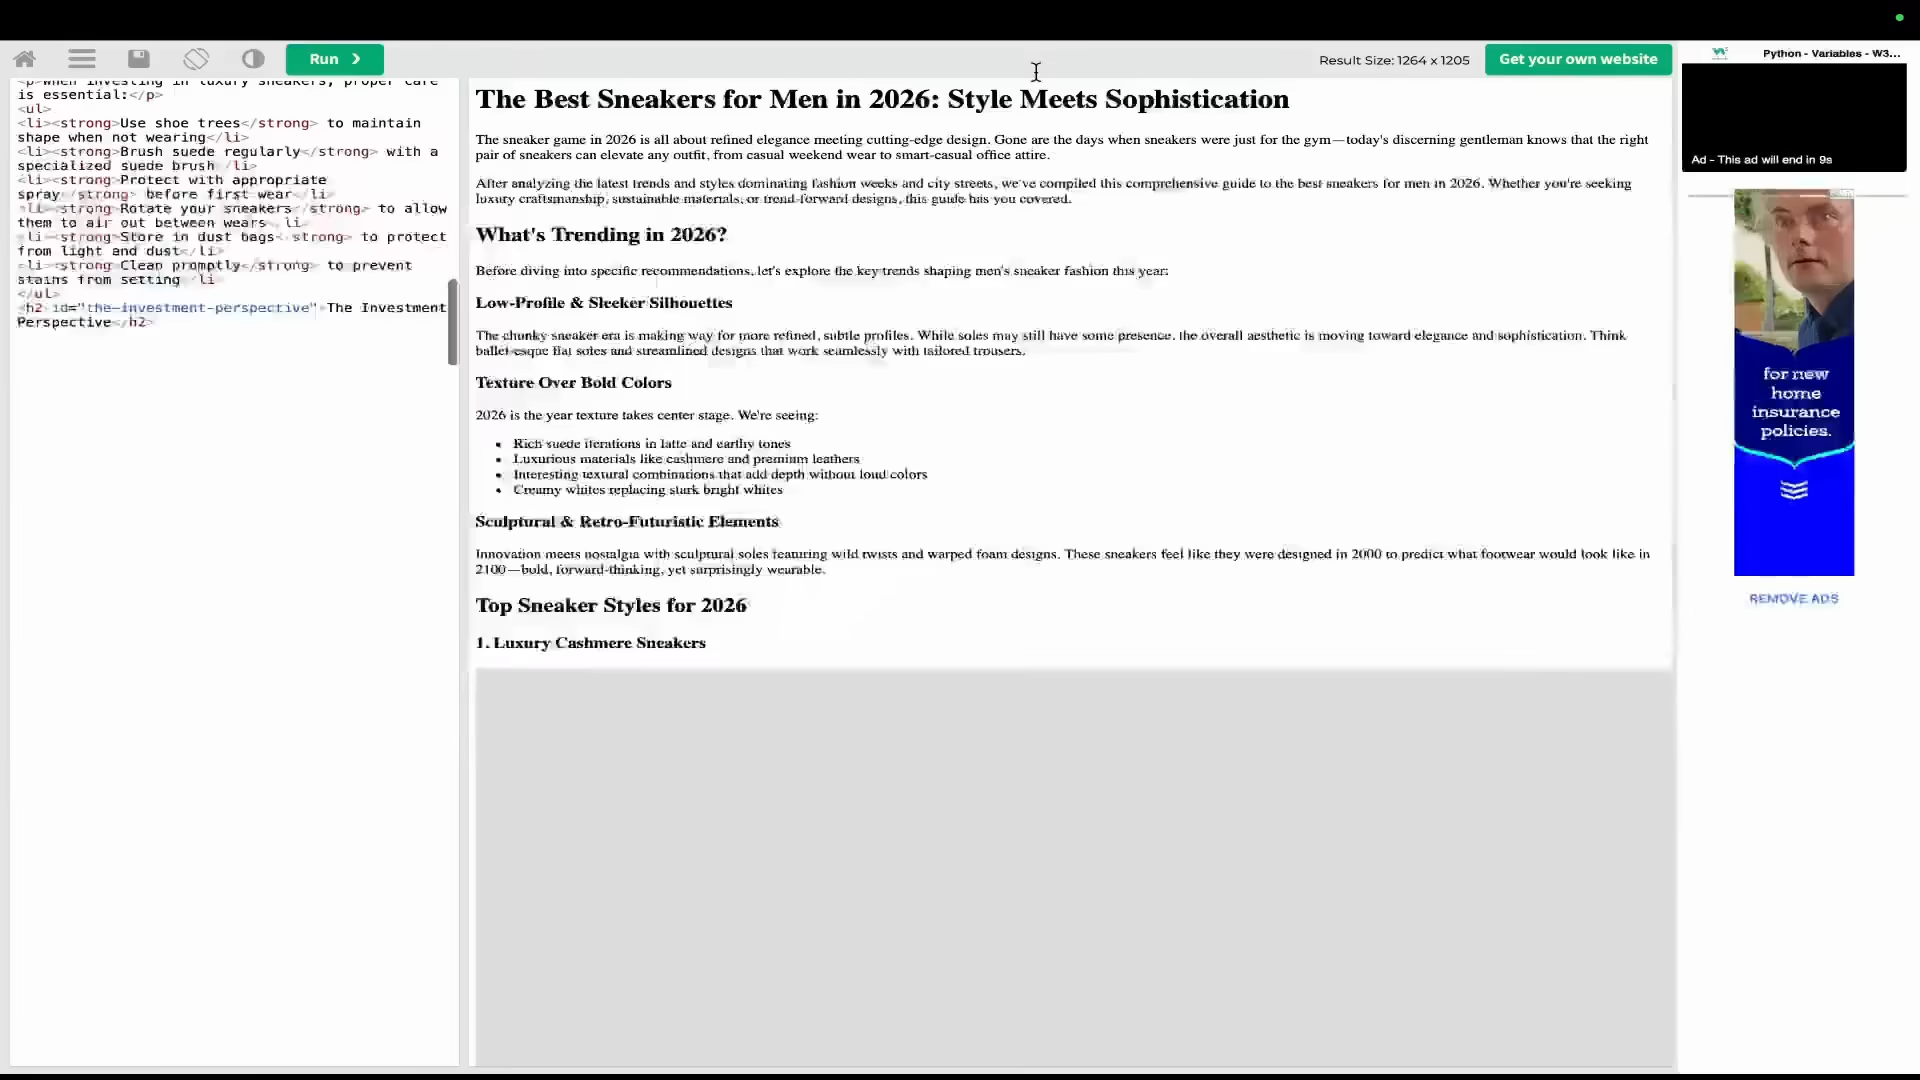 Run ❯
Result Size: 1264 x 1205
Get your own website
Python - Variables - W3...
<p>When investing in luxury sneakers, proper care
is essential:</p>
<ul>
<li><strong>Use shoe trees</strong> to maintain
shape when not wearing</li>
<li><strong>Brush suede regularly</strong> with a
specialized suede brush</li>
<li><strong>Protect with appropriate
spray</strong> before first wear</li>
<li><strong>Rotate your sneakers</strong> to allow
them to air out between wears</li>
<li><strong>Store in dust bags</strong> to protect
from light and dust</li>
<li><strong>Clean promptly</strong> to prevent
stains from setting</li>
</ul>
<h2 id="the-investment-perspective">The Investment
Perspective</h2>
The Best Sneakers for Men in 2026: Style Meets Sophistication
The sneaker game in 2026 is all about refined elegance meeting cutting-edge design. Gone are the days when sneakers were just for the gym—today's discerning gentleman knows that the right
pair of sneakers can elevate any outfit, from casual weekend wear to smart-casual office attire.
After analyzing the latest trends and styles dominating fashion weeks and city streets, we've compiled this comprehensive guide to the best sneakers for men in 2026. Whether you're seeking
luxury craftsmanship, sustainable materials, or trend-forward designs, this guide has you covered.
What's Trending in 2026?
Before diving into specific recommendations, let's explore the key trends shaping men's sneaker fashion this year:
Low-Profile & Sleeker Silhouettes
The chunky sneaker era is making way for more refined, subtle profiles. While soles may still have some presence, the overall aesthetic is moving toward elegance and sophistication. Think
ballet-esque flat soles and streamlined designs that work seamlessly with tailored trousers.
Texture Over Bold Colors
2026 is the year texture takes center stage. We're seeing:
• Rich suede iterations in latte and earthy tones
• Luxurious materials like cashmere and premium leathers
• Interesting textural combinations that add depth without loud colors
• Creamy whites replacing stark bright whites
Sculptural & Retro-Futuristic Elements
Innovation meets nostalgia with sculptural soles featuring wild twists and warped foam designs. These sneakers feel like they were designed in 2000 to predict what footwear would look like in
2100—bold, forward-thinking, yet surprisingly wearable.
Top Sneaker Styles for 2026
1. Luxury Cashmere Sneakers
Ad - This ad will end in 9s
for new
home
insurance
policies.
REMOVE ADS